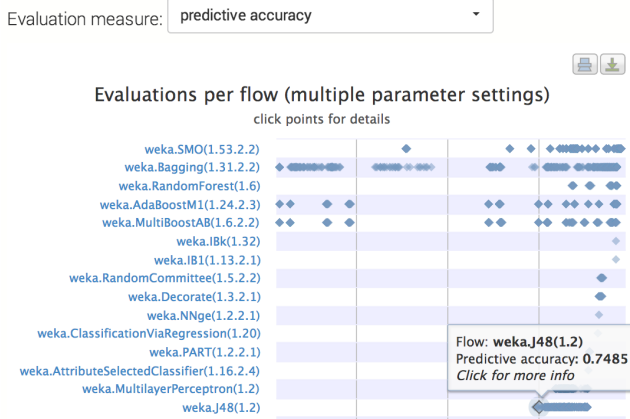 Evaluation measure: predictive accuracy
Evaluations per flow (multiple parameter settings)
click points for details
weka.SMO(1.53.2.2)
weka.Bagging(1.31.2.2)
weka.RandomForest(1.6)
weka.AdaBoostM1(1.24.2.3)
weka.MultiBoostAB(1.6.2.2)
weka.IBk(1.32)
weka.IB1(1.13.2.1)
weka.RandomCommittee(1.5.2.2)
weka.Decorate(1.3.2.1)
weka.NNge(1.2.2.1)
weka.ClassificationViaRegression(1.20)
weka.PART(1.2.2.1)
weka.AttributeSelectedClassifier(1.16.2.4)
weka.MultilayerPerceptron(1.2)
weka.J48(1.2)
Flow: weka.J48(1.2)
Predictive accuracy: 0.7485
Click for more info